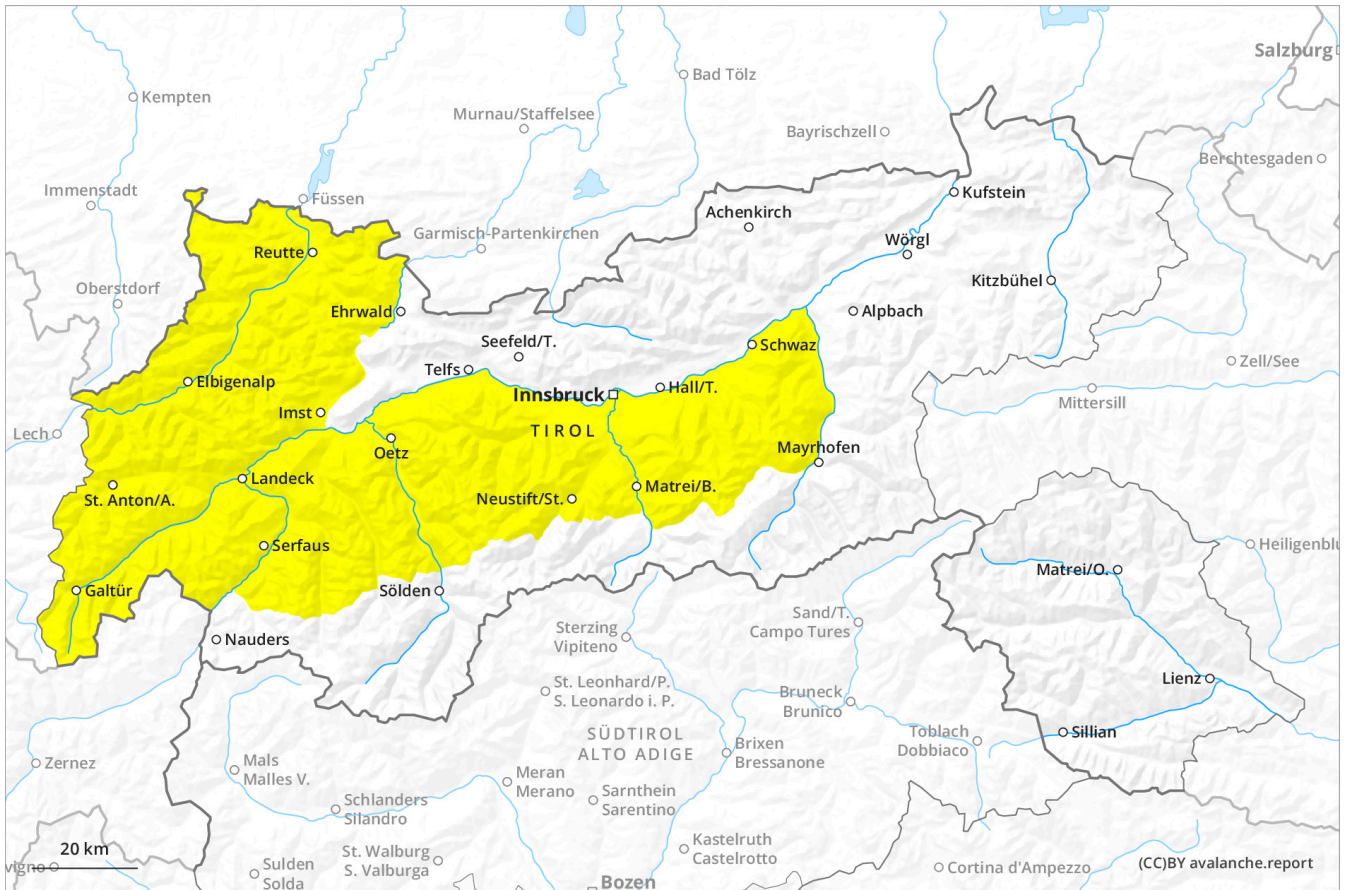 Salzburg
Bad Tölz
Kempten
Murnau/Staffelsee
Bayrischzell
Berchtesgaden
Immenstadt
Füssen
Kufstein
Achenkirch
Garmisch-Partenkirchen
Wörgl
Reutte
Kitzbühel
Oberstdorf
Ehrwald
Alpbach
Seefeld/T.
Schwaz
Zell/See
Telfs
Elbigenalp
Hall/T.
Innsbruck
Mittersill
Imst
TIROL
Lech
Mayrhofen
Oetz
Landeck
St. Anton/A.
Neustift/St.
Matrei/B.
Serfaus
Heiligenblu
Matrei/O.
Galtür
Sölden
Sand/T.
Campo Tures
Nauders
Sterzing
Vipiteno
Lienz
St. Leonhard/P.
S. Leonardo i. P.
Bruneck
Brunico
SÜDTIROL
ALTO ADIGE
Toblach
Dobbiaco
Sillian
Brixen
Bressanone
Zernez
Mals
Malles V.
Meran
Merano
Sarnthein
Sarentino
Schlanders
Silandro
Kastelruth
Castelrotto
20 km
St. Walburg
S. Valburga
vigno
Sulden
Solda
Cortina d'Ampezzo
(CC)BY avalanche.report
Bozen